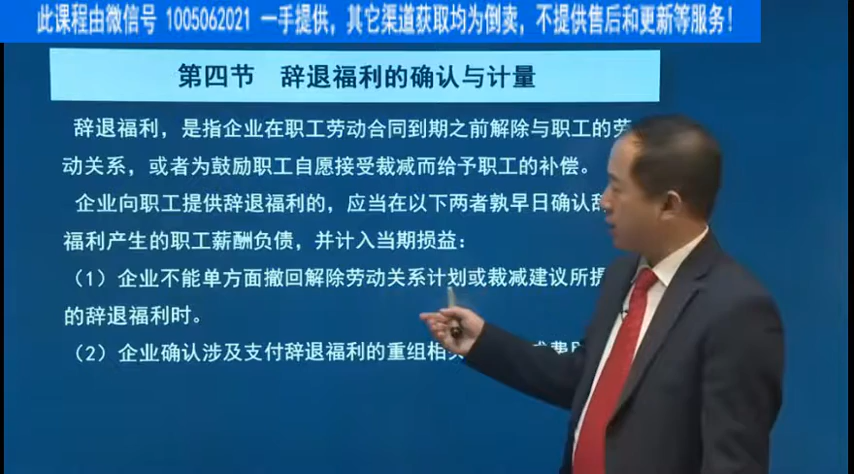 此课程由微信号 1005062021 一手提供，其它渠道获取均为倒卖，不提供售后和更新等服务！
第四节 辞退福利的确认与计量
辞退福利，是指企业在职工劳动合同到期之前解除与职工的劳
动关系，或者为鼓励职工自愿接受裁减而给予职工的补偿。
企业向职工提供辞退福利的，应当在以下两者孰早日确认辞
福利产生的职工薪酬负债，并计入当期损益：
（1）企业不能单方面撤回解除劳动关系计划或裁减建议所提
的辞退福利时。
（2）企业确认涉及支付辞退福利的重组相